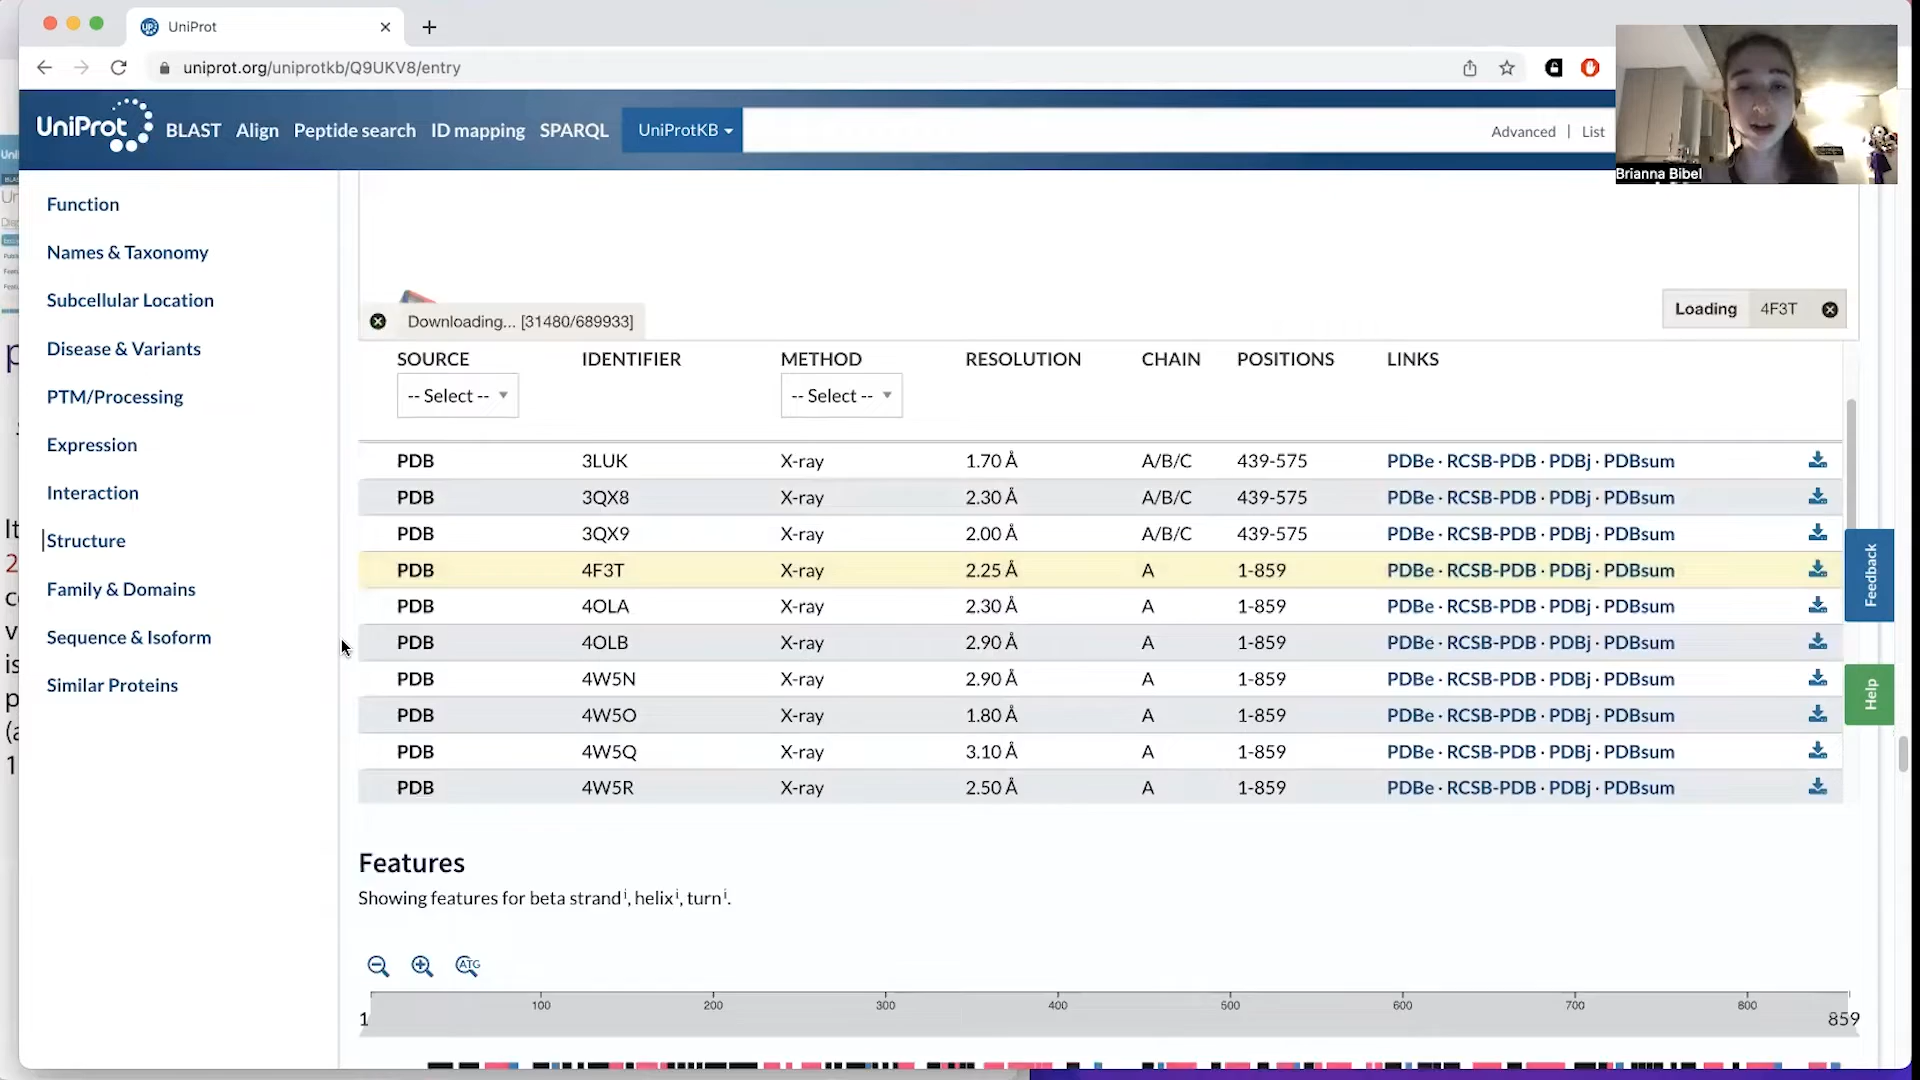 UniProt
uniprot.org/uniprotkb/Q9UKV8/entry
UniProt BLAST Align Peptide search ID mapping SPARQL UniProtKB Advanced | List
Brianna Bibel
Function
Names & Taxonomy
Subcellular Location
Disease & Variants
PTM/Processing
Expression
Interaction
Structure
Family & Domains
Sequence & Isoform
Similar Proteins
Downloading... [31480/689933]
Loading 4F3T
SOURCE IDENTIFIER METHOD RESOLUTION CHAIN POSITIONS LINKS
-- Select -- -- Select --
PDB 3LUK X-ray 1.70 Å A/B/C 439-575 PDBe · RCSB-PDB · PDBj · PDBsum
PDB 3QX8 X-ray 2.30 Å A/B/C 439-575 PDBe · RCSB-PDB · PDBj · PDBsum
PDB 3QX9 X-ray 2.00 Å A/B/C 439-575 PDBe · RCSB-PDB · PDBj · PDBsum
PDB 4F3T X-ray 2.25 Å A 1-859 PDBe · RCSB-PDB · PDBj · PDBsum
PDB 4OLA X-ray 2.30 Å A 1-859 PDBe · RCSB-PDB · PDBj · PDBsum
PDB 4OLB X-ray 2.90 Å A 1-859 PDBe · RCSB-PDB · PDBj · PDBsum
PDB 4W5N X-ray 2.90 Å A 1-859 PDBe · RCSB-PDB · PDBj · PDBsum
PDB 4W5O X-ray 1.80 Å A 1-859 PDBe · RCSB-PDB · PDBj · PDBsum
PDB 4W5Q X-ray 3.10 Å A 1-859 PDBe · RCSB-PDB · PDBj · PDBsum
PDB 4W5R X-ray 2.50 Å A 1-859 PDBe · RCSB-PDB · PDBj · PDBsum
Feedback
Help
Features
Showing features for beta strandⁱ, helixⁱ, turnⁱ.
ATG
100 200 300 400 500 600 700 800
1 859